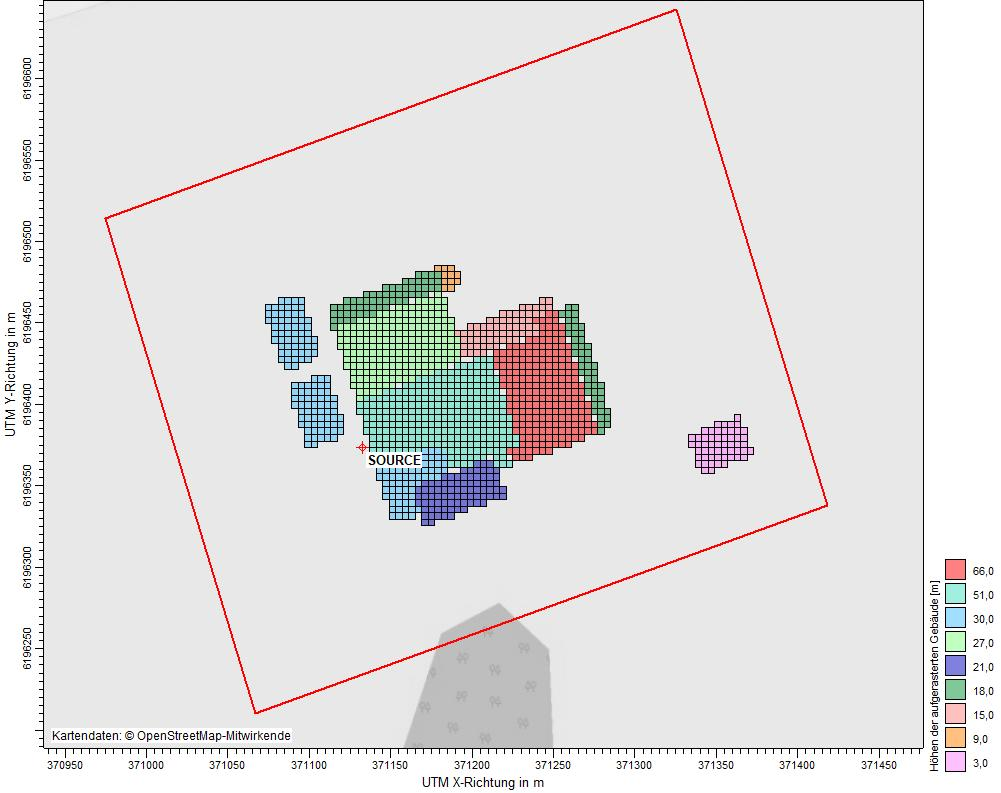 6196600
6196550
6196500
6196450
6196400
6196350
6196300
6196250
UTM Y-Richtung in m
SOURCE
Kartendaten: © OpenStreetMap-Mitwirkende
370950 371000 371050 371100 371150 371200 371250 371300 371350 371400 371450
UTM X-Richtung in m
Höhen der aufgerasterten Gebäude [m]
66,0
51,0
30,0
27,0
21,0
18,0
15,0
9,0
3,0